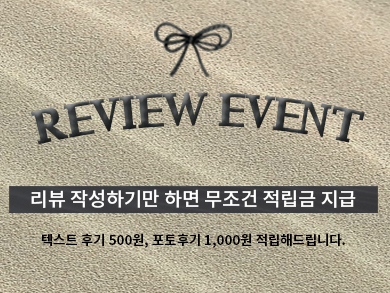 REVIEW EVENT
리뷰 작성하기만 하면 무조건 적립금 지급
텍스트 후기 500원, 포토후기 1,000원 적립해드립니다.